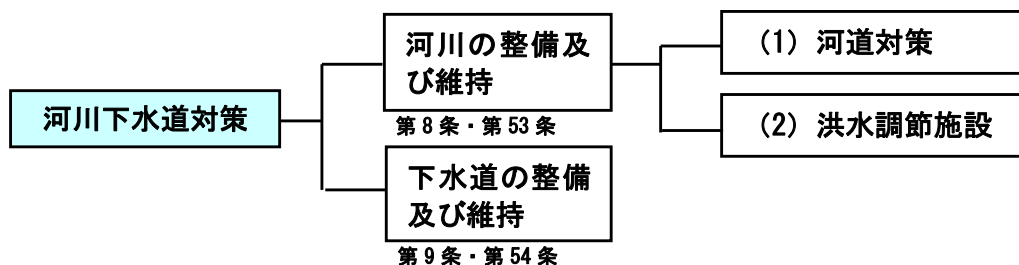 河川下水道対策
河川の整備及
び維持
第8条・第53条
(1) 河道対策
(2) 洪水調節施設
下水道の整備
及び維持
第9条・第54条